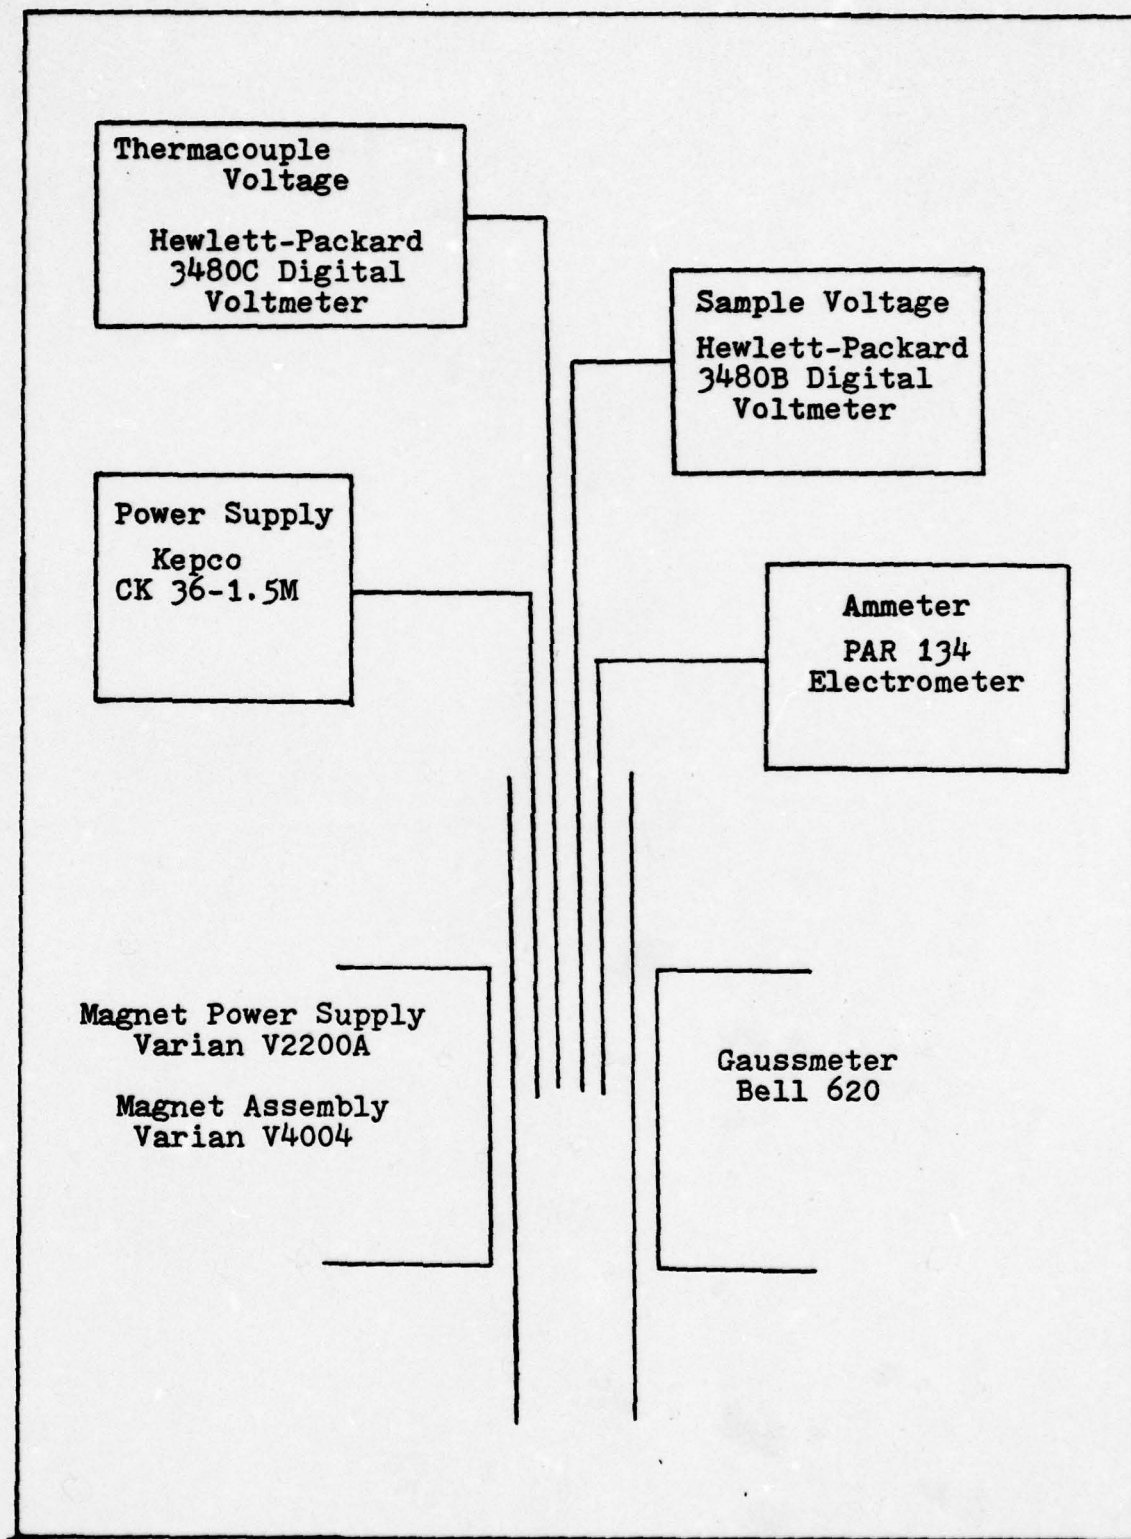 Thermacouple
Voltage
Hewlett-Packard
3480C Digital
Voltmeter
Sample Voltage
Hewlett-Packard
3480B Digital
Voltmeter
Power Supply
Kepco
CK 36-1.5M
Ammeter
PAR 134
Electrometer
Magnet Power Supply
Varian V2200A
Magnet Assembly
Varian V4004
Gaussmeter
Bell 620